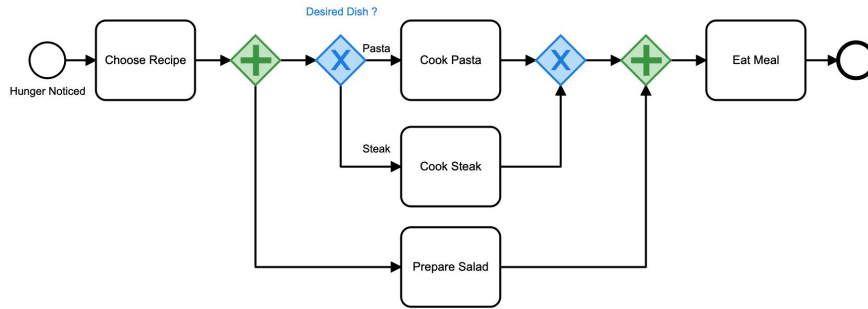 Desired Dish ?
Hunger Noticed
Choose Recipe
X
Pasta
Cook Pasta
X
Eat Meal
Steak
Cook Steak
Prepare Salad